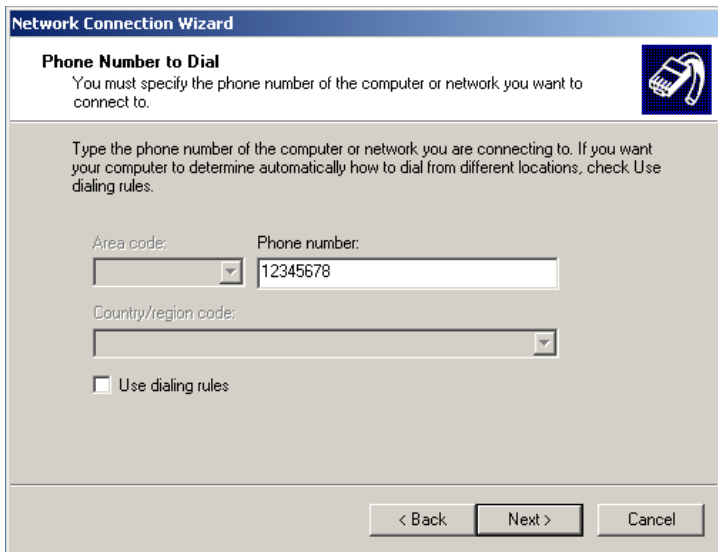 Network Connection Wizard
Phone Number to Dial
You must specify the phone number of the computer or network you want to
connect to.
Type the phone number of the computer or network you are connecting to. If you want
your computer to determine automatically how to dial from different locations, check Use
dialing rules.
Area code: Phone number:
12345678
Country/region code:
Use dialing rules
< Back Next > Cancel